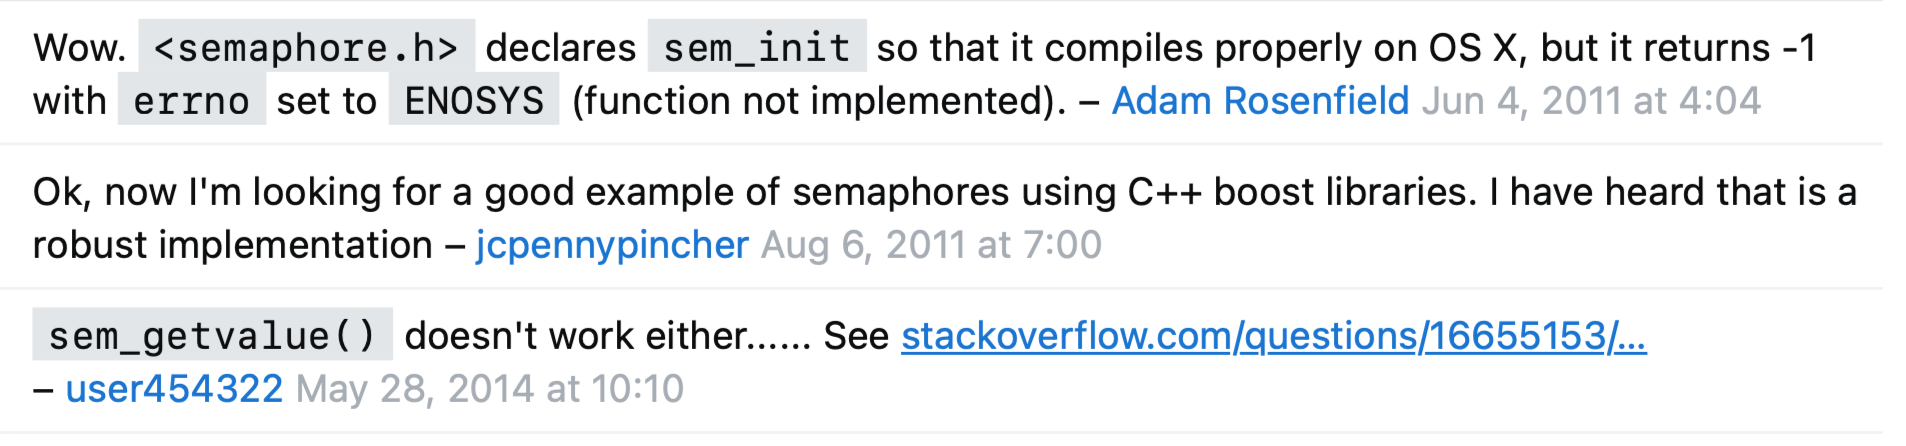 Wow. <semaphore.h> declares sem_init so that it compiles properly on OS X, but it returns -1
with errno set to ENOSYS (function not implemented). – Adam Rosenfield Jun 4, 2011 at 4:04
Ok, now I'm looking for a good example of semaphores using C++ boost libraries. I have heard that is a
robust implementation – jcpennypincher Aug 6, 2011 at 7:00
sem_getvalue() doesn't work either...... See stackoverflow.com/questions/16655153/...
– user454322 May 28, 2014 at 10:10